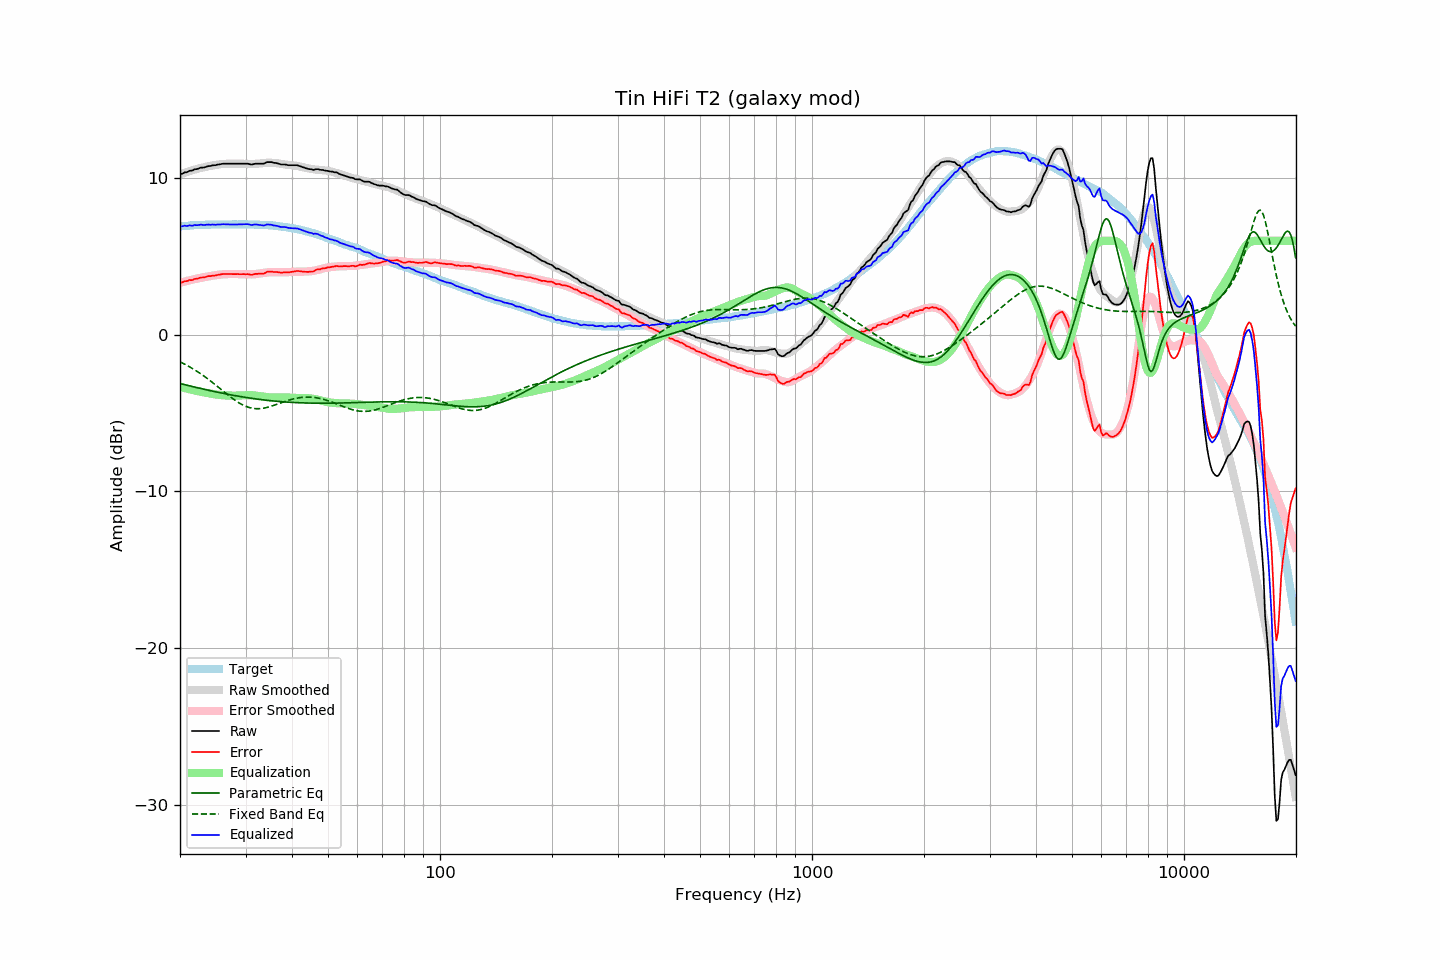 Tin HiFi T2 (galaxy mod)
10
0
−10
−20
−30
Amplitude (dBr)
Target
Raw Smoothed
Error Smoothed
Raw
Error
Equalization
Parametric Eq
Fixed Band Eq
Equalized
100
1000
10000
Frequency (Hz)